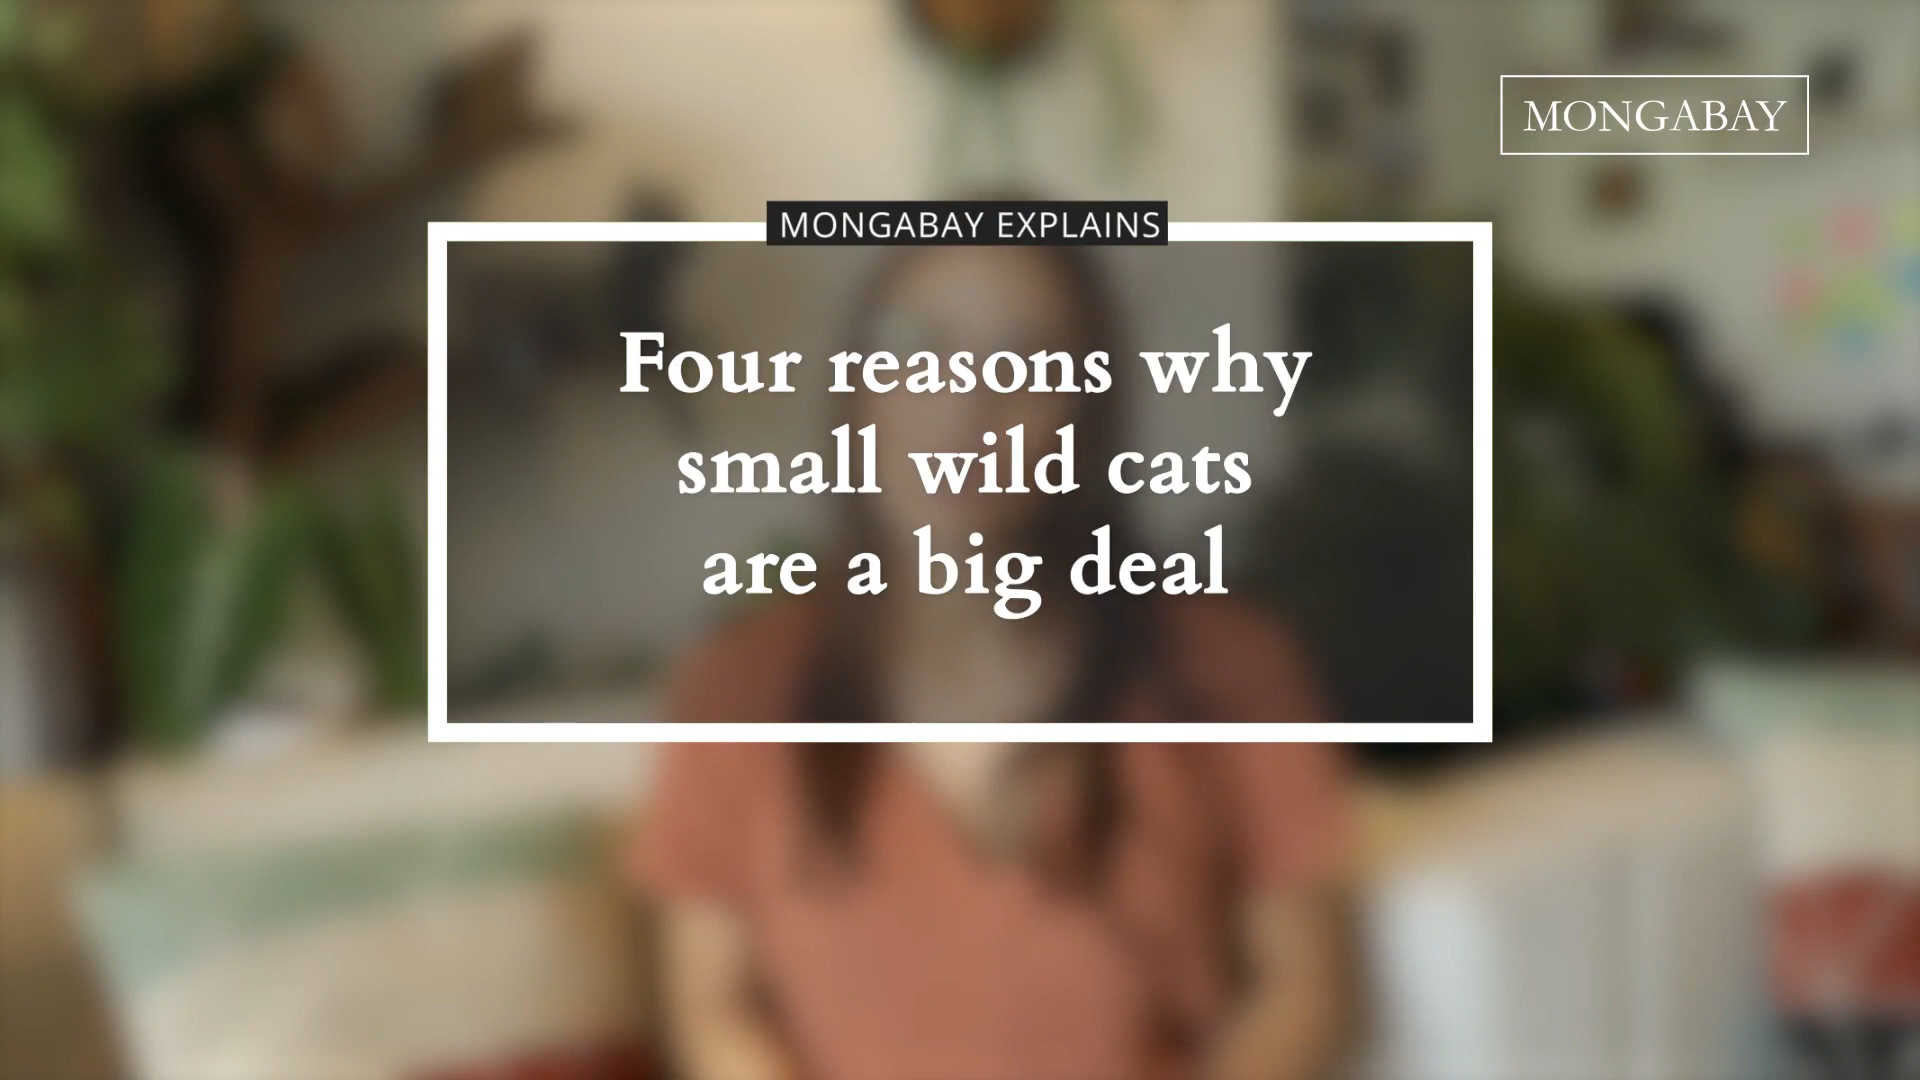 MONGABAY
MONGABAY EXPLAINS
Four reasons why
small wild cats
are a big deal